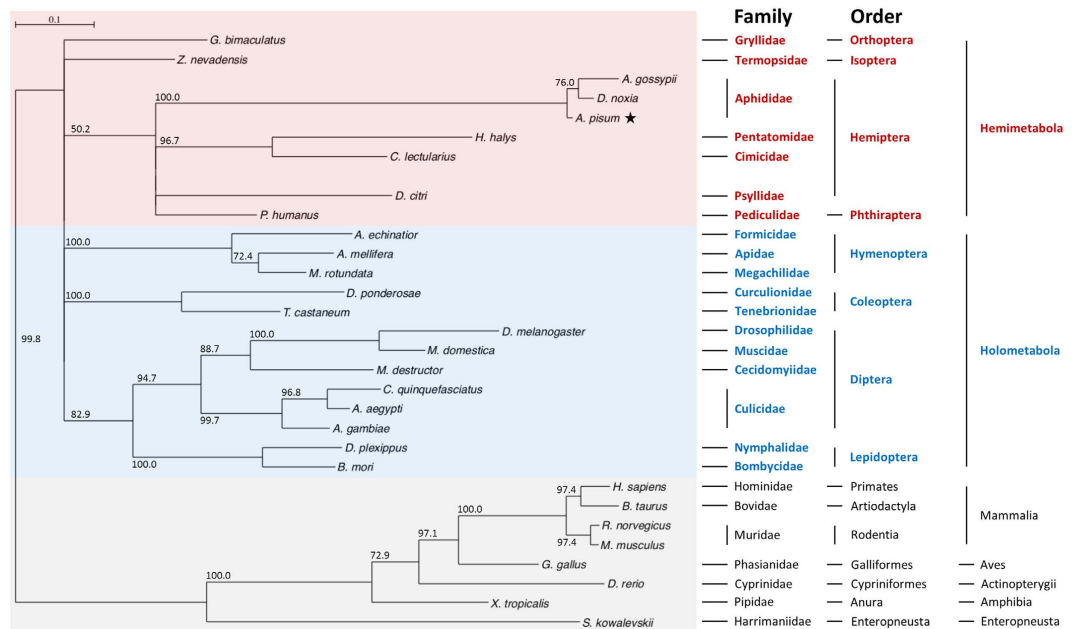 Family Order
0.1
G. bimaculatus Gryllidae Orthoptera
Z. nevadensis Termopsidae Isoptera
76.0 A. gossypii
100.0 D. noxia Aphididae
A. pisum ★
50.2 96.7 H. halys Pentatomidae Hemiptera Hemimetabola
C. lectularius Cimicidae
D. citri Psyllidae
P. humanus Pediculidae Phthiraptera
100.0 A. echinatior Formicidae
72.4 A. mellifera Apidae Hymenoptera
M. rotundata Megachilidae
100.0 D. ponderosae Curculionidae Coleoptera
T. castaneum Tenebrionidae
99.8 100.0 D. melanogaster Drosophilidae
88.7 M. domestica Muscidae Holometabola
94.7 M. destructor Cecidomyiidae Diptera
96.8 C. quinquefasciatus
82.9 99.7 A. aegypti Culicidae
A. gambiae
D. plexippus Nymphalidae Lepidoptera
100.0 B. mori Bombycidae
97.4 H. sapiens Hominidae Primates
100.0 B. taurus Bovidae Artiodactyla Mammalia
R. norvegicus Muridae Rodentia
97.1 97.4 M. musculus
72.9 G. gallus Phasianidae Galliformes Aves
100.0 D. rerio Cyprinidae Cypriniformes Actinopterygii
X. tropicalis Pipidae Anura Amphibia
S. kowalevskii Harrimaniidae Enteropneusta Enteropneusta